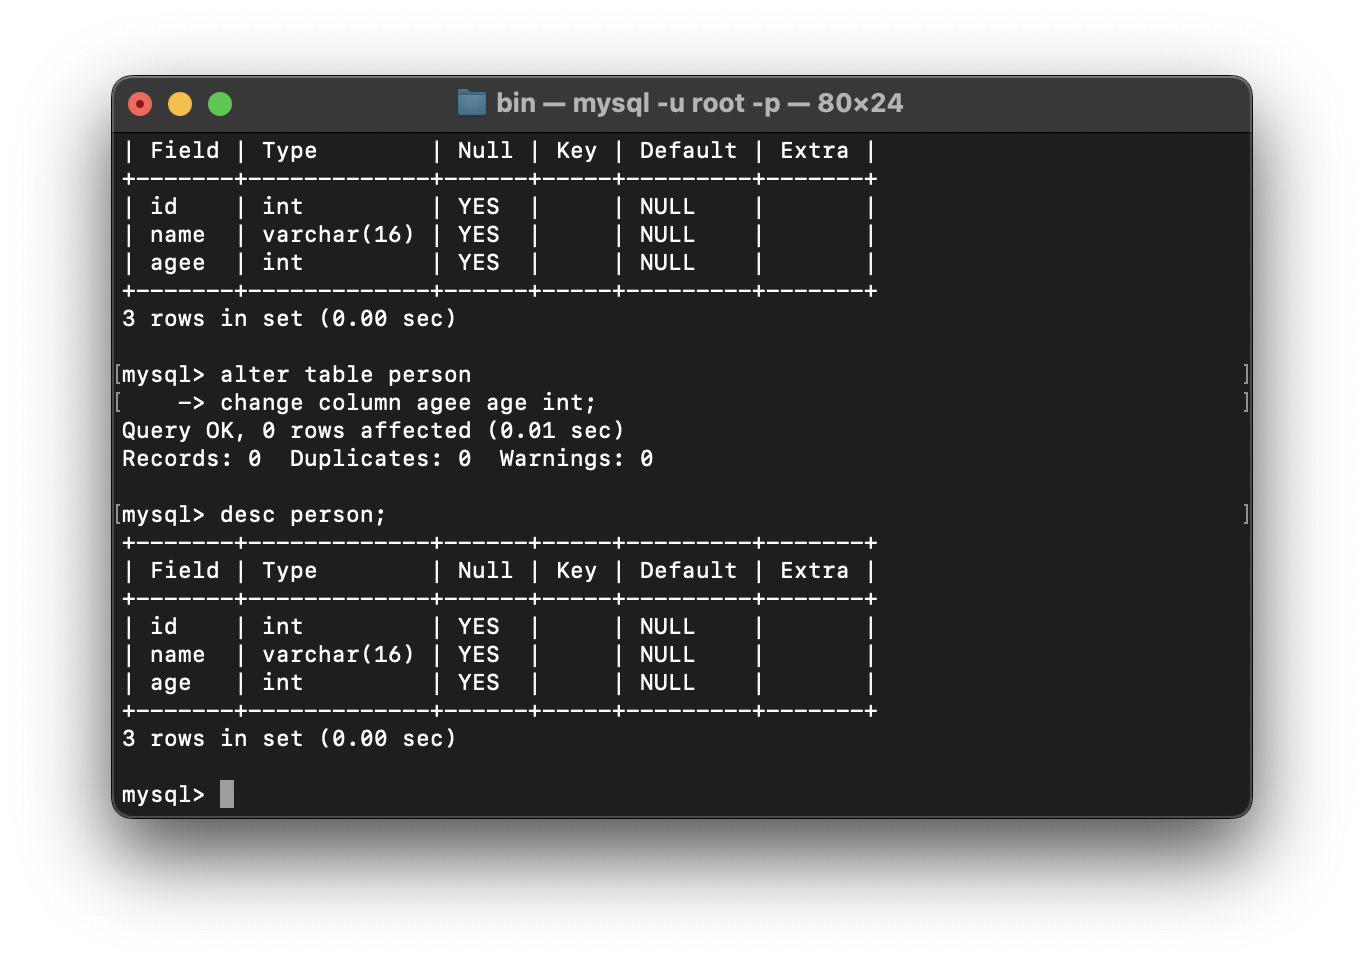 bin — mysql -u root -p — 80×24
| Field | Type        | Null | Key | Default | Extra |
+-------+-------------+------+-----+---------+-------+
| id    | int         | YES  |     | NULL    |       |
| name  | varchar(16) | YES  |     | NULL    |       |
| agee  | int         | YES  |     | NULL    |       |
+-------+-------------+------+-----+---------+-------+
3 rows in set (0.00 sec)

[mysql> alter table person ]
[    -> change column agee age int; ]
Query OK, 0 rows affected (0.01 sec)
Records: 0  Duplicates: 0  Warnings: 0

[mysql> desc person; ]
+-------+-------------+------+-----+---------+-------+
| Field | Type        | Null | Key | Default | Extra |
+-------+-------------+------+-----+---------+-------+
| id    | int         | YES  |     | NULL    |       |
| name  | varchar(16) | YES  |     | NULL    |       |
| age   | int         | YES  |     | NULL    |       |
+-------+-------------+------+-----+---------+-------+
3 rows in set (0.00 sec)

mysql>